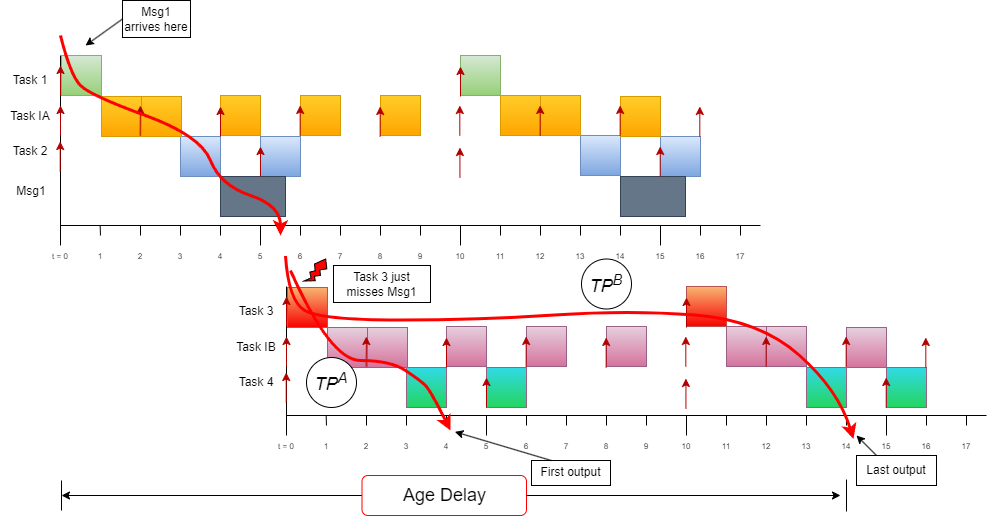 Msg1
arrives here
Task 1
Task IA
Task 2
Msg1
t = 0 1 2 3 4 5 6 7 8 9 10 11 12 13 14 15 16 17
Task 3 just
misses Msg1
TP^B
Task 3
Task IB
Task 4
TP^A
t = 0 1 2 3 4 5 6 7 8 9 10 11 12 13 14 15 16 17
First output
Last output
Age Delay